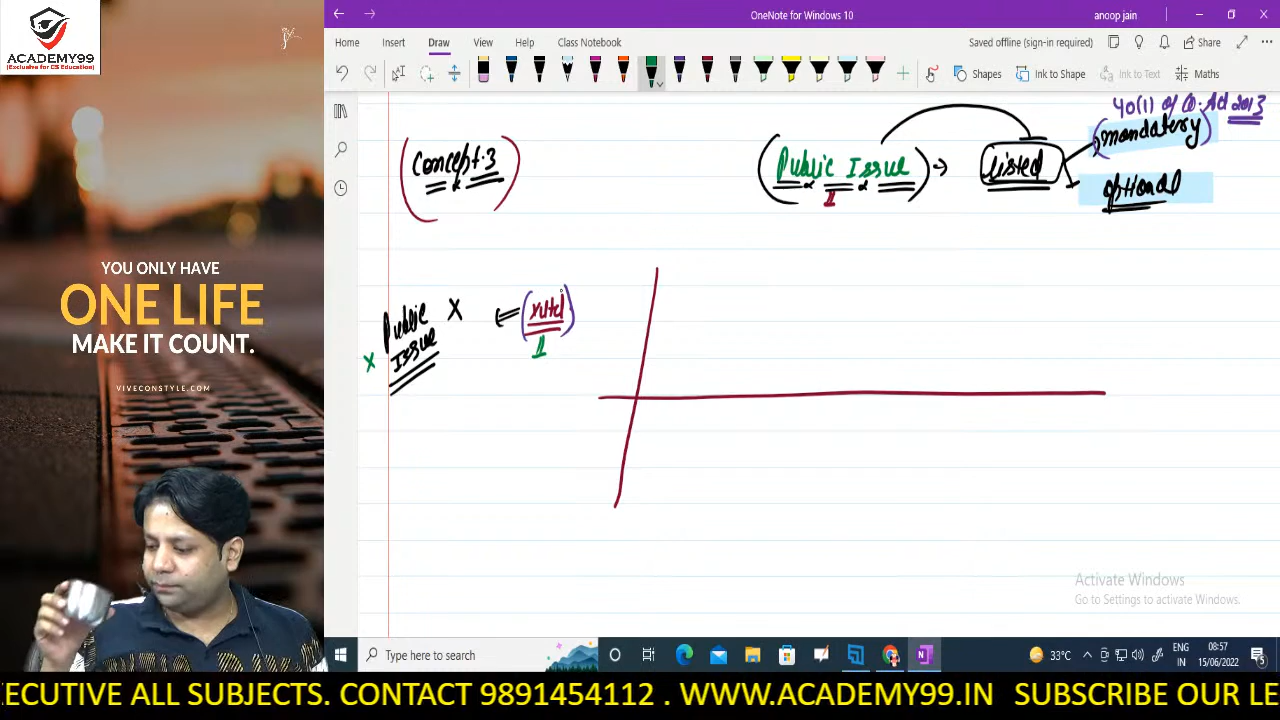 ACADEMY99
(Exclusive for CS Education)
YOU ONLY HAVE
ONE LIFE
MAKE IT COUNT.
VIVECONSTYLE.COM
OneNote for Windows 10
anoop jain
Home Insert Draw View Help Class Notebook
Saved offline (sign-in required)
Share
Shapes Ink to Shape Ink to Text Maths
40(1) of Act 2013
Concept.3
(Public Issue) → Listed
(mandatory)
optional
1
Public X
X Issue
1
Activate Windows
Go to Settings to activate Windows.
Type here to search
33°C
ENG
IN
08:57
15/06/2022
5
ECUTIVE ALL SUBJECTS. CONTACT 9891454112 . WWW.ACADEMY99.IN SUBSCRIBE OUR LE